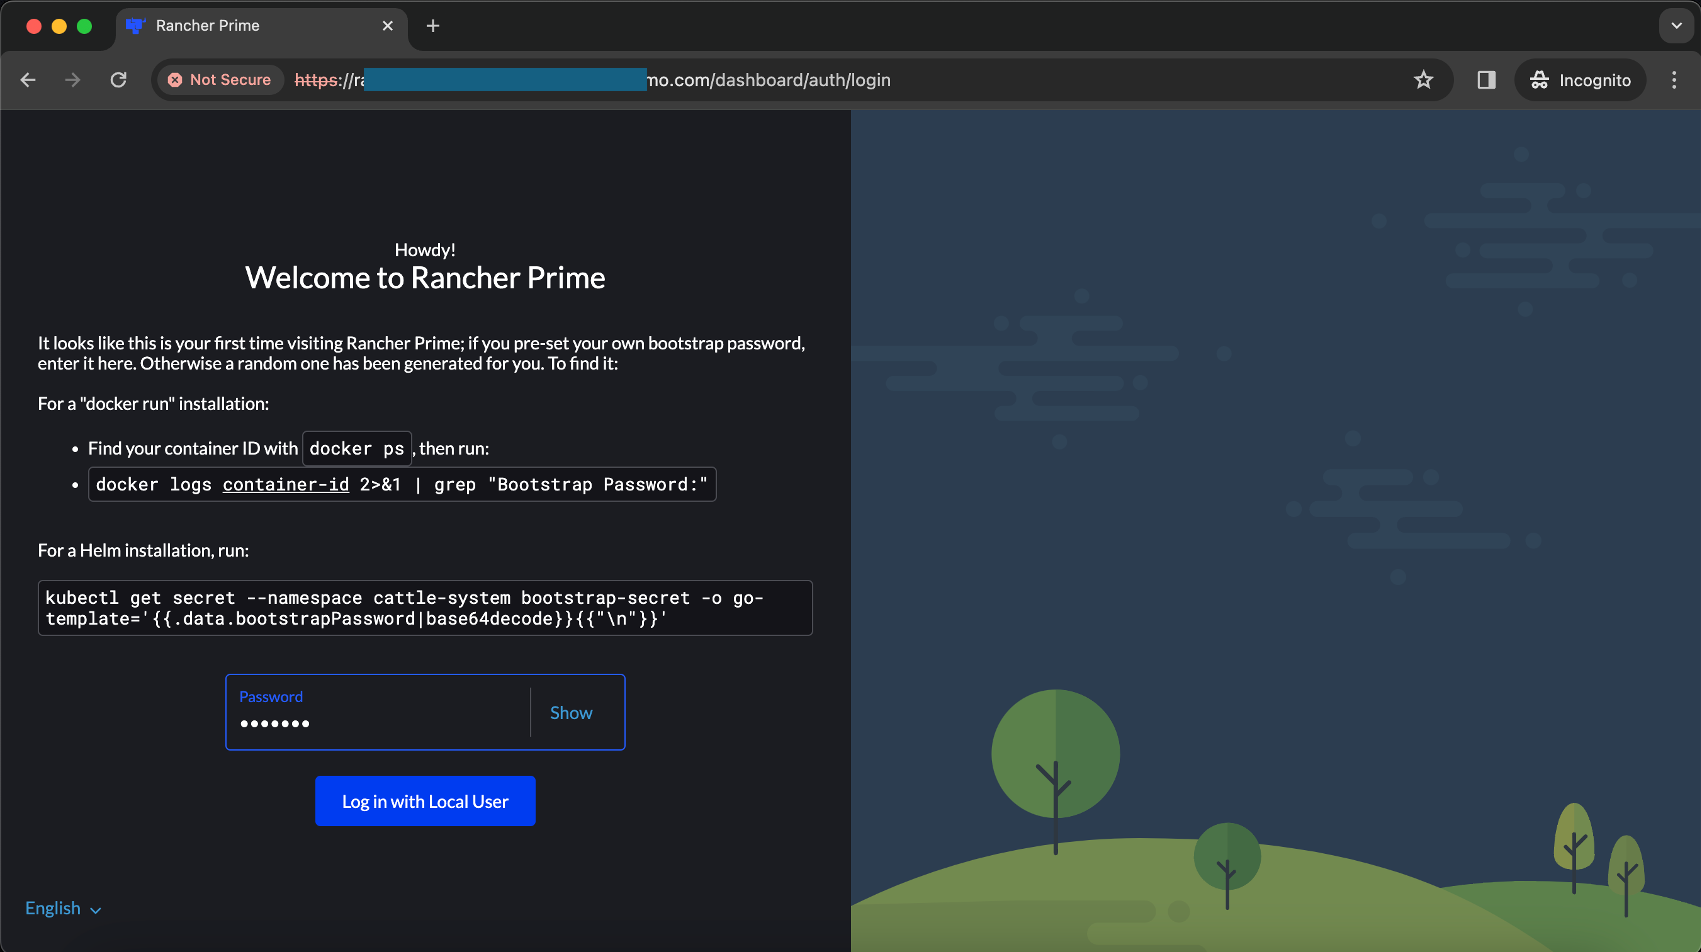 Rancher Prime
Not Secure https://ra mo.com/dashboard/auth/login Incognito
Howdy!
Welcome to Rancher Prime
It looks like this is your first time visiting Rancher Prime; if you pre-set your own bootstrap password,
enter it here. Otherwise a random one has been generated for you. To find it:
For a "docker run" installation:
• Find your container ID with docker ps, then run:
• docker logs container-id 2>&1 | grep "Bootstrap Password:"
For a Helm installation, run:
kubectl get secret --namespace cattle-system bootstrap-secret -o go-
template='{{.data.bootstrapPassword|base64decode}}{{"\n"}}'
Password
•••••••
Show
Log in with Local User
English